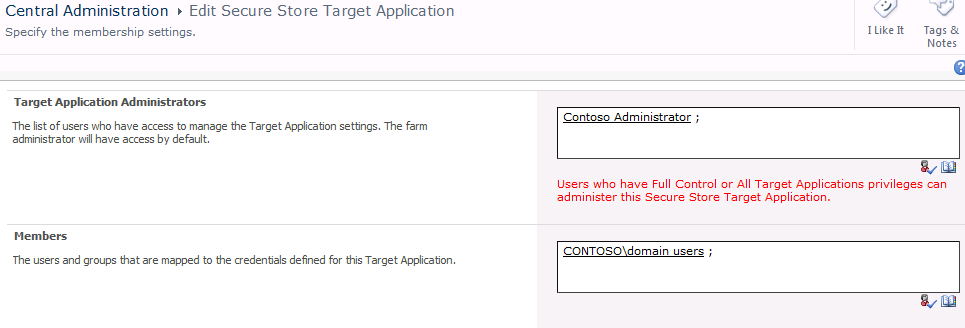 Central Administration ▸ Edit Secure Store Target Application
Specify the membership settings.
I Like It
Tags &
Notes
Target Application Administrators
The list of users who have access to manage the Target Application settings. The farm
administrator will have access by default.
Contoso Administrator ;
Users who have Full Control or All Target Applications privileges can
administer this Secure Store Target Application.
Members
The users and groups that are mapped to the credentials defined for this Target Application.
CONTOSO\domain users ;